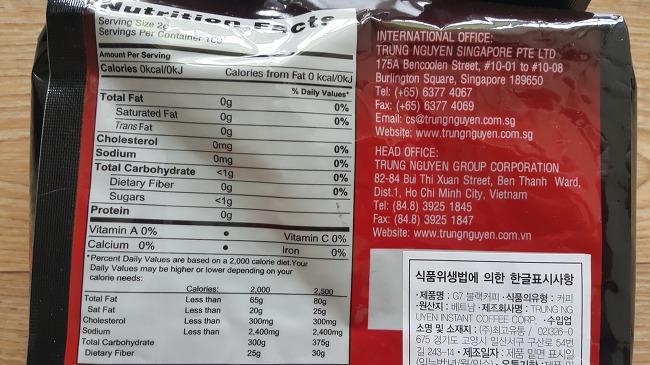 Nutrition Facts
Serving Size 2g
Servings Per Container 100
Amount Per Serving
Calories 0kcal/0kJ Calories from Fat 0 kcal/0kJ
% Daily Values*
Total Fat 0g 0%
Saturated Fat 0g 0%
Trans Fat 0g
Cholesterol 0mg 0%
Sodium 0mg 0%
Total Carbohydrate <1g 0%
Dietary Fiber 0g 0%
Sugars <1g
Protein 0g
Vitamin A 0% • Vitamin C 0%
Calcium 0% • Iron 0%
*Percent Daily Values are based on a 2,000 calorie diet.Your
Daily Values may be higher or lower depending on your
calorie needs:
Calories: 2,000 2,500
Total Fat Less than 65g 80g
Sat Fat Less than 20g 25g
Cholesterol Less than 300mg 300mg
Sodium Less than 2,400mg 2,400mg
Total Carbohydrate 300g 375g
Dietary Fiber 25g 30g
INTERNATIONAL OFFICE:
TRUNG NGUYEN SINGAPORE PTE LTD
175A Bencoolen Street, #10-01 to #10-08
Burlington Square, Singapore 189650
Tel: (+65) 6377 4067
Fax: (+65) 6377 4069
Email: cs@trungnguyen.com.sg
Website: www.trungnguyen.com.sg
HEAD OFFICE:
TRUNG NGUYEN GROUP CORPORATION
82-84 Bui Thi Xuan Street, Ben Thanh Ward,
Dist.1, Ho Chi Minh City, Vietnam
Tel: (84.8) 3925 1845
Fax: (84.8) 3925 1847
Website: www.trungnguyen.com.vn
식품위생법에 의한 한글표시사항
·제품명 : G7 블랙커피 ·식품의유형 : 커피
·원산지 : 베트남 ·제조회사명 : TRUNG NG
UYEN INSTANT COFFEE CORP. ·수입업
소명 및 소재지 : (주)최고유통 / 02326-0
675 경기도 고양시 일산서구 구산로 54번
길 243-14 ·제조일자 : 제품 밑면 표시일